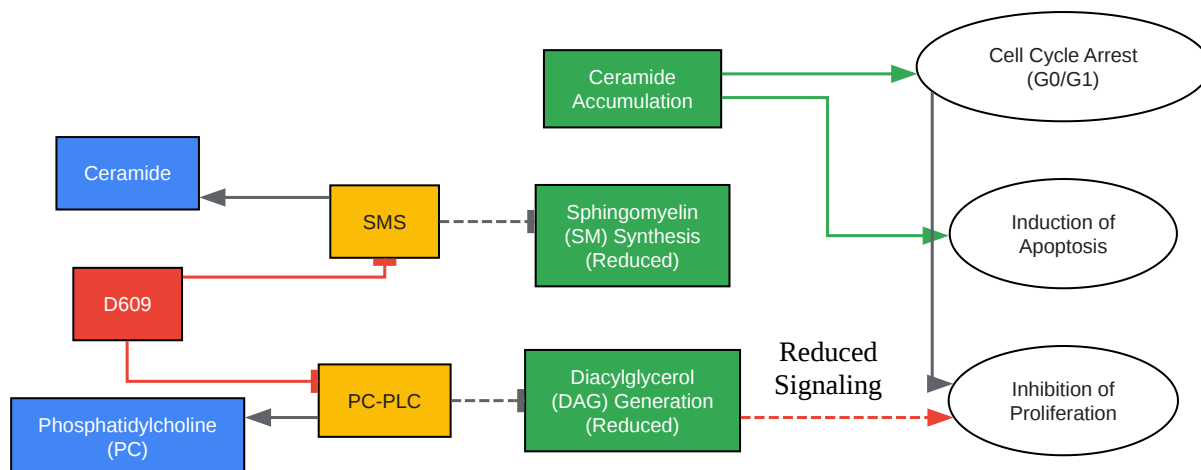 Ceramide
Accumulation
Cell Cycle Arrest
(G0/G1)
Ceramide
SMS
Sphingomyelin
(SM) Synthesis
(Reduced)
Induction of
Apoptosis
D609
Reduced
Signaling
PC-PLC
Diacylglycerol
(DAG) Generation
(Reduced)
Inhibition of
Proliferation
Phosphatidylcholine
(PC)